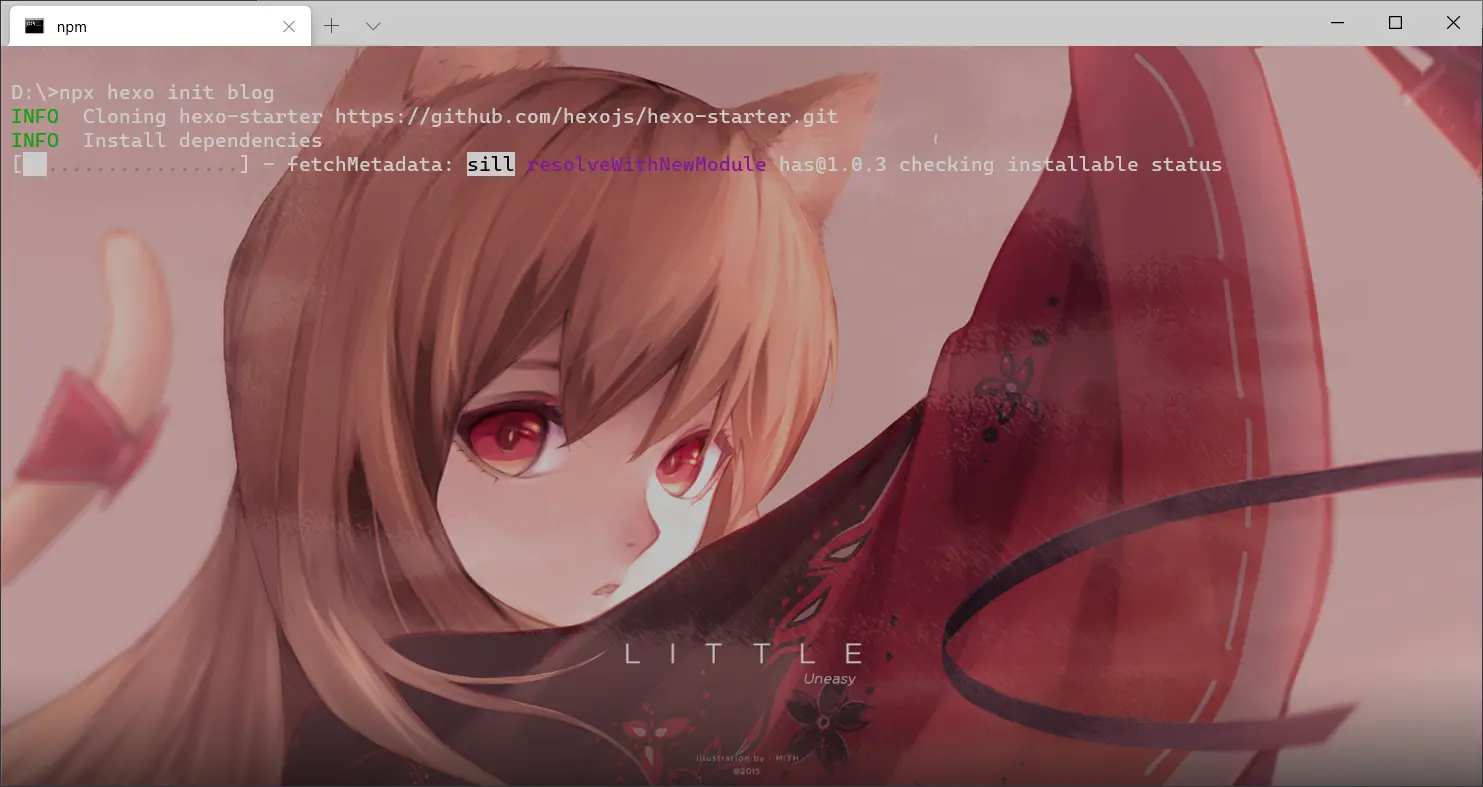 npm
D:\>npx hexo init blog
INFO  Cloning hexo-starter https://github.com/hexojs/hexo-starter.git
INFO  Install dependencies
[  ................] - fetchMetadata: sill resolveWithNewModule has@1.0.3 checking installable status
LITTLE
Uneasy
illustration by : MITH
©2015